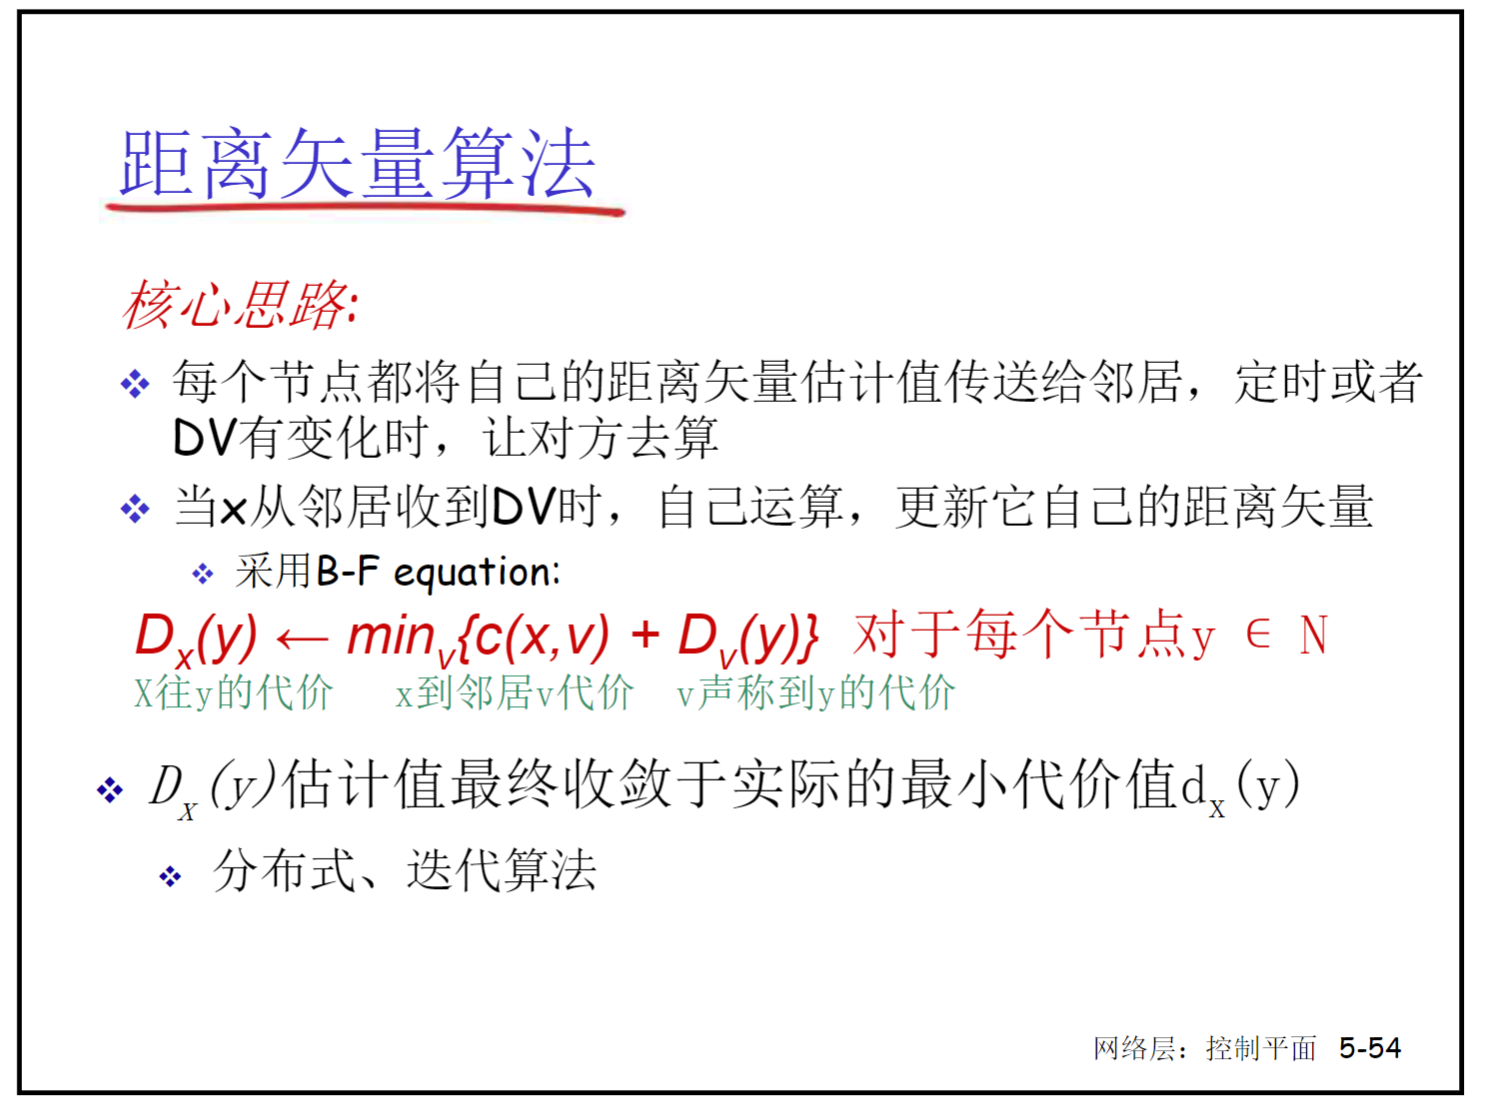 距离矢量算法
核心思路:
❖ 每个节点都将自己的距离矢量估计值传送给邻居，定时或者
DV有变化时，让对方去算
❖ 当x从邻居收到DV时，自己运算，更新它自己的距离矢量
❖ 采用B-F equation:
Dx(y) ← minv{c(x,v) + Dv(y)} 对于每个节点y ∈ N
X往y的代价 x到邻居v代价 v声称到y的代价
❖ Dx(y)估计值最终收敛于实际的最小代价值dx(y)
❖ 分布式、迭代算法
网络层：控制平面 5-54